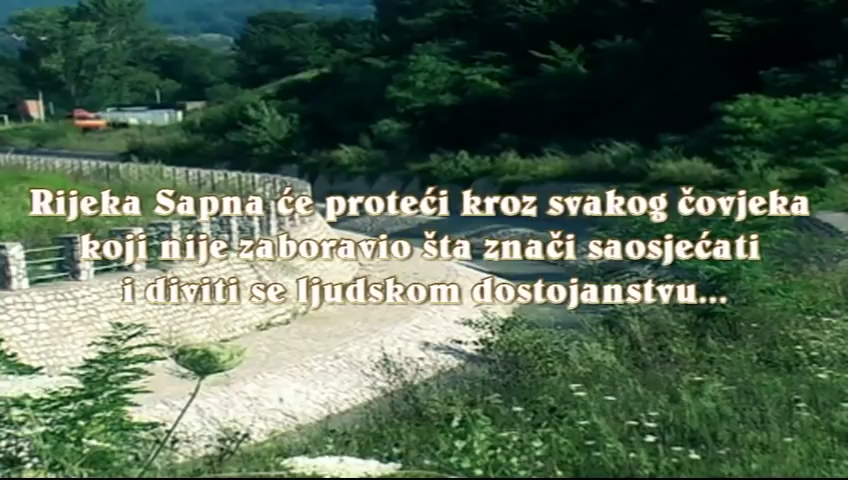 Rijeka Sapna će proteći kroz svakog čovjeka
koji nije zaboravio šta znači saosjećati
i diviti se ljudskom dostojanstvu...